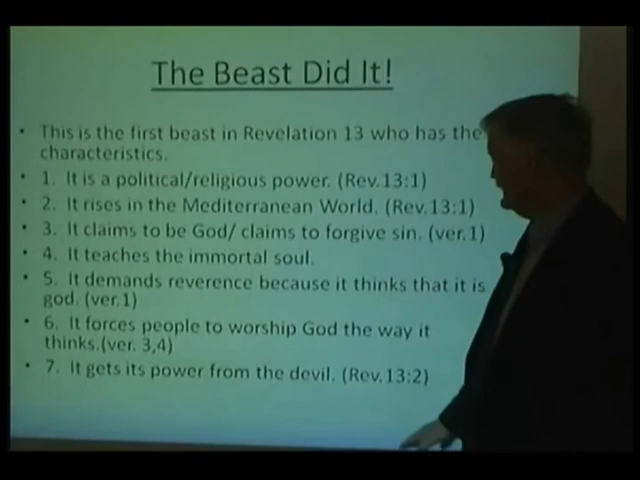 The Beast Did It!
• This is the first beast in Revelation 13 who has the
characteristics.
• 1. It is a political/religious power. (Rev.13:1)
• 2. It rises in the Mediterranean World. (Rev.13:1)
• 3. It claims to be God/ claims to forgive sin. (ver.1)
• 4. It teaches the immortal soul.
• 5. It demands reverence because it thinks that it is
god. (ver.1)
• 6. It forces people to worship God the way it
thinks.(ver. 3,4)
• 7. It gets its power from the devil. (Rev.13:2)